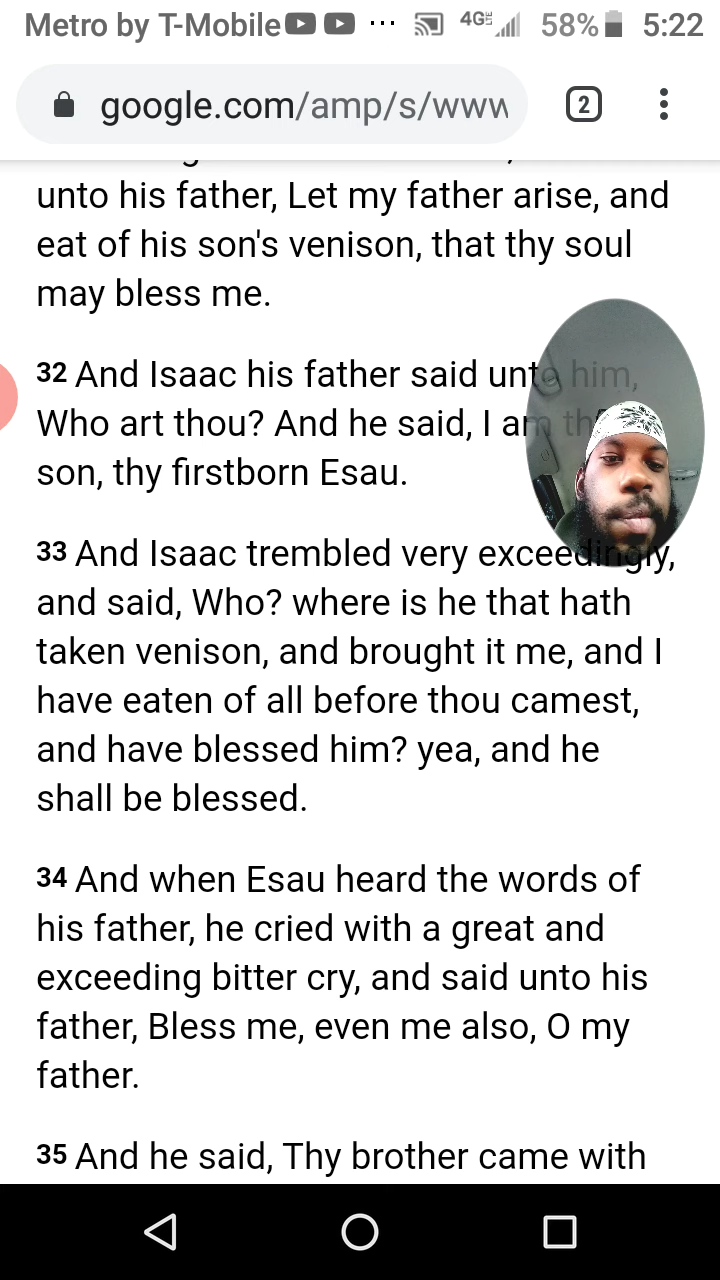 Metro by T-Mobile ... 4G LTE 58% 5:22
google.com/amp/s/www
2
unto his father, Let my father arise, and
eat of his son's venison, that thy soul
may bless me.
32 And Isaac his father said unto him,
Who art thou? And he said, I am
son, thy firstborn Esau.
33 And Isaac trembled very exceedingly,
and said, Who? where is he that hath
taken venison, and brought it me, and I
have eaten of all before thou camest,
and have blessed him? yea, and he
shall be blessed.
34 And when Esau heard the words of
his father, he cried with a great and
exceeding bitter cry, and said unto his
father, Bless me, even me also, O my
father.
35 And he said, Thy brother came with